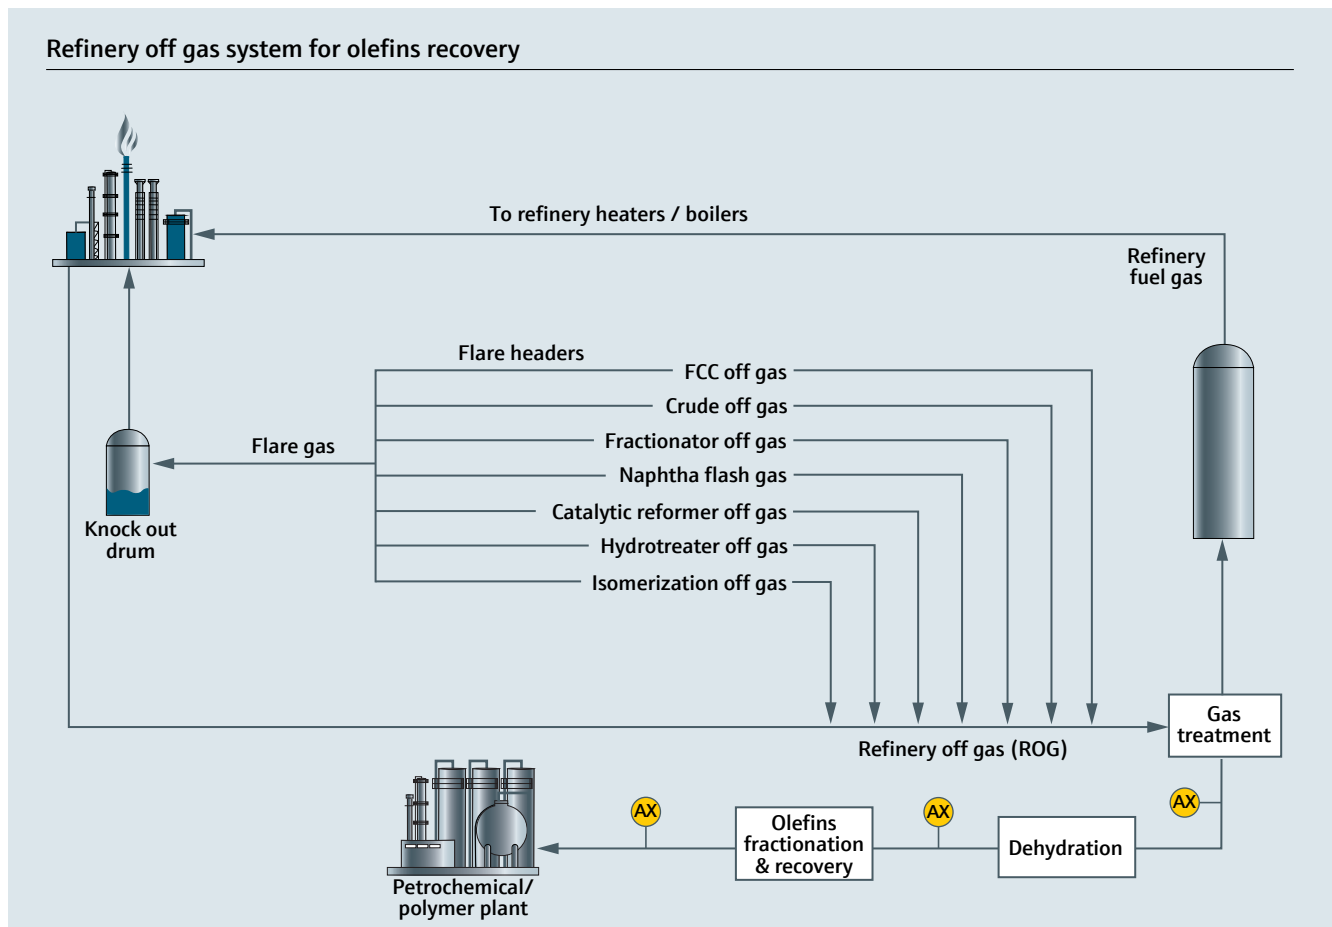 Refinery off gas system for olefins recovery
To refinery heaters / boilers
Refinery
fuel gas
Flare headers
FCC off gas
Crude off gas
Fractionator off gas
Flare gas
Naphtha flash gas
Catalytic reformer off gas
Knock out
drum
Hydrotreater off gas
Isomerization off gas
Gas
treatment
Refinery off gas (ROG)
AX
AX
AX
Olefins
fractionation
& recovery
Dehydration
Petrochemical/
polymer plant